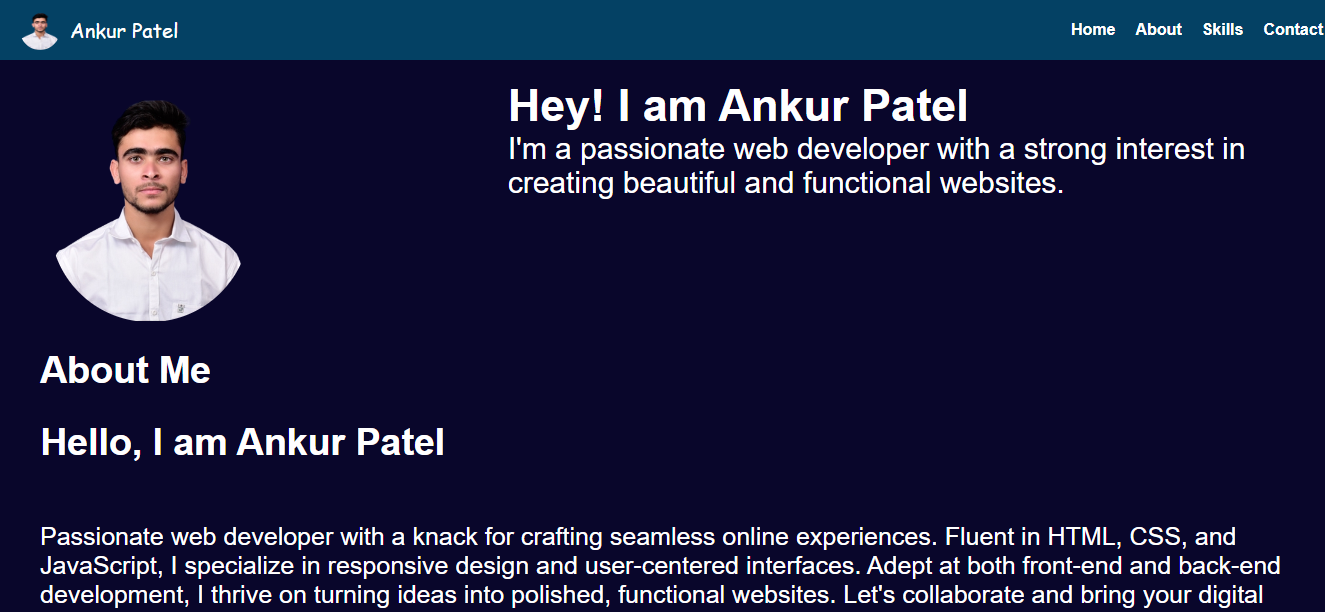 Ankur Patel
Home About Skills Contact
Hey! I am Ankur Patel
I'm a passionate web developer with a strong interest in
creating beautiful and functional websites.
About Me
Hello, I am Ankur Patel
Passionate web developer with a knack for crafting seamless online experiences. Fluent in HTML, CSS, and
JavaScript, I specialize in responsive design and user-centered interfaces. Adept at both front-end and back-end
development, I thrive on turning ideas into polished, functional websites. Let's collaborate and bring your digital